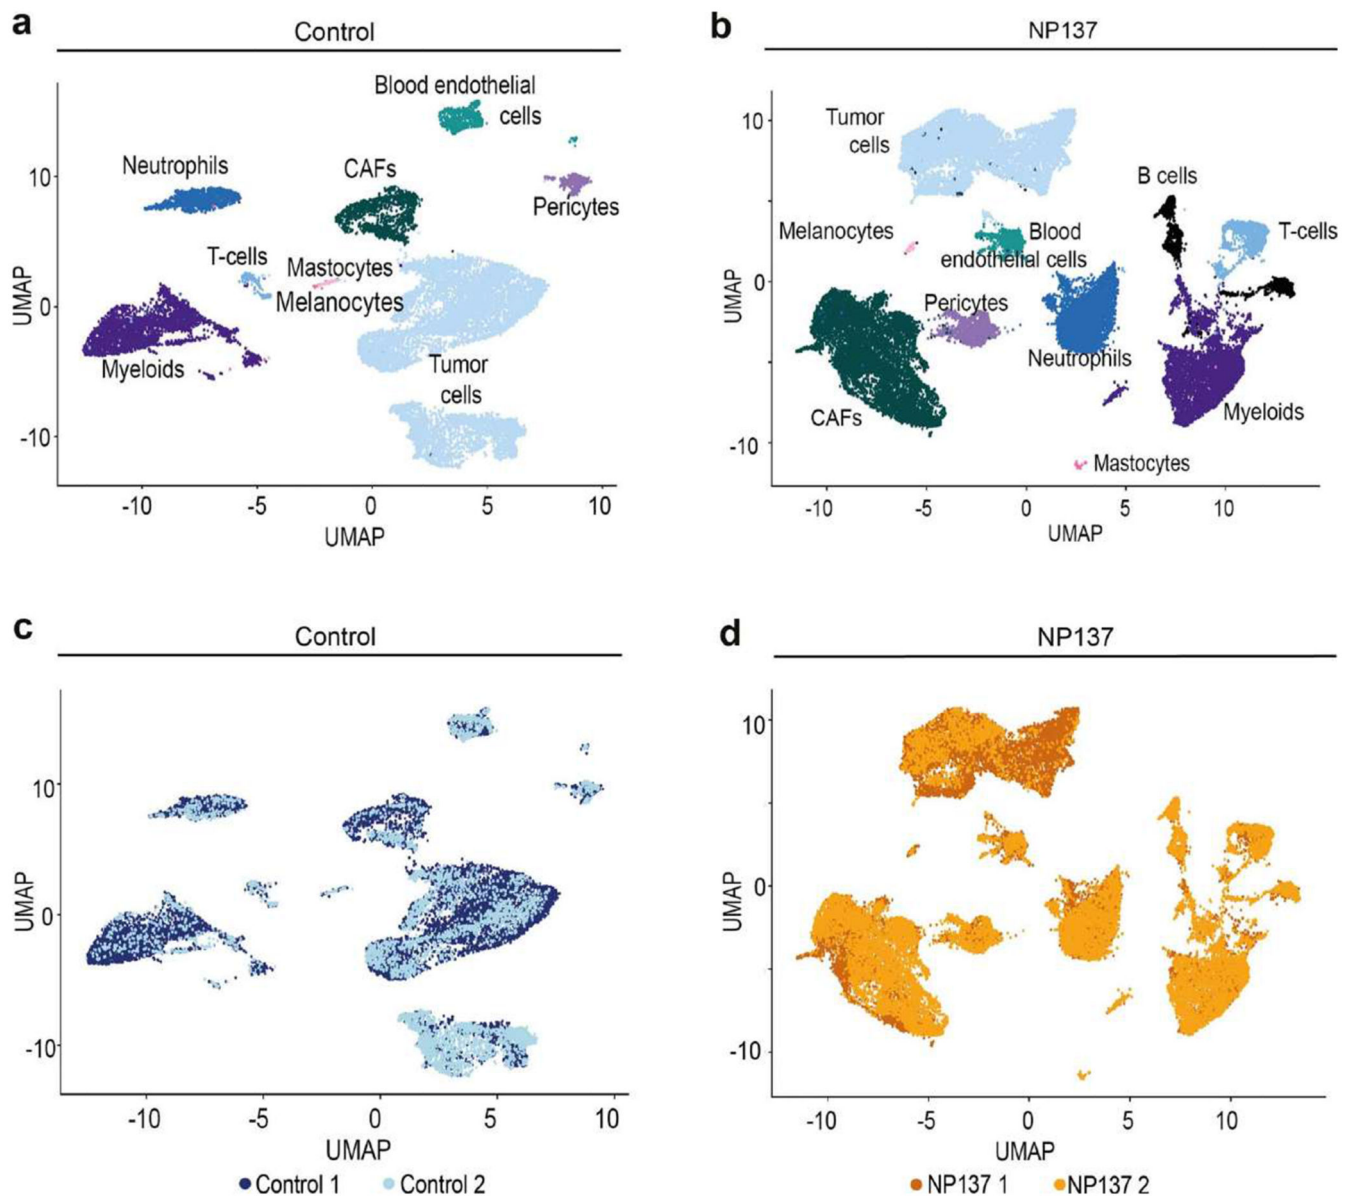 a
Control
Blood endothelial
cells
Neutrophils
CAFs
Pericytes
T-cells
Mastocytes
Melanocytes
Myeloids
Tumor
cells
UMAP
10
0
-10
-10 -5 0 5 10
UMAP
b
NP137
Tumor
cells
B cells
Melanocytes
Blood
endothelial cells
T-cells
Pericytes
Neutrophils
CAFs
Myeloids
Mastocytes
UMAP
10
0
-10
-10 -5 0 5 10
UMAP
c
Control
UMAP
10
0
-10
-10 -5 0 5 10
UMAP
Control 1 Control 2
d
NP137
UMAP
10
0
-10
-10 -5 0 5 10
UMAP
NP137 1 NP137 2